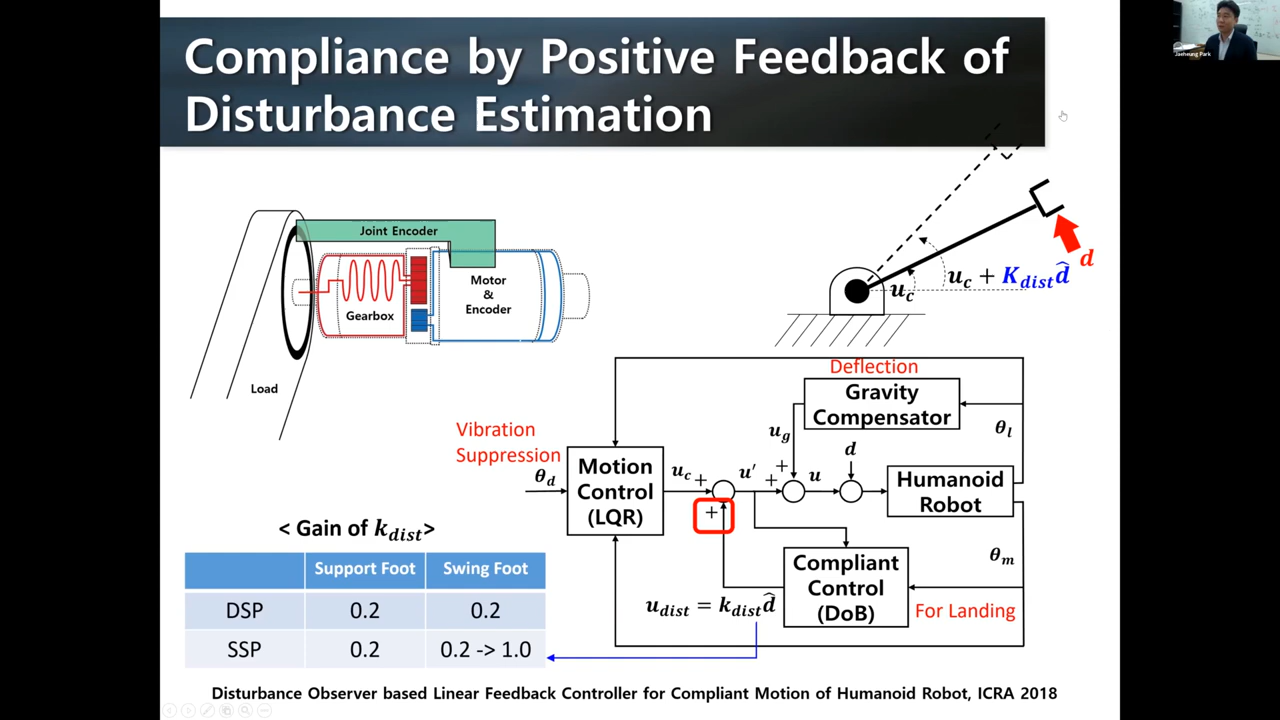 Compliance by Positive Feedback of
Disturbance Estimation
Jaeheung Park
Joint Encoder
Motor
&
Encoder
Gearbox
Load
d
u_c
u_c + K_dist d̂
Deflection
Gravity
Compensator
θ_l
u_g
d
Vibration
Suppression
θ_d
Motion
Control
(LQR)
u_c
+
u'
+
+
u
Humanoid
Robot
+
θ_m
Compliant
Control
(DoB)
For Landing
u_dist = k_dist d̂
< Gain of k_dist>
Support Foot Swing Foot
DSP 0.2 0.2
SSP 0.2 0.2 -> 1.0
Disturbance Observer based Linear Feedback Controller for Compliant Motion of Humanoid Robot, ICRA 2018